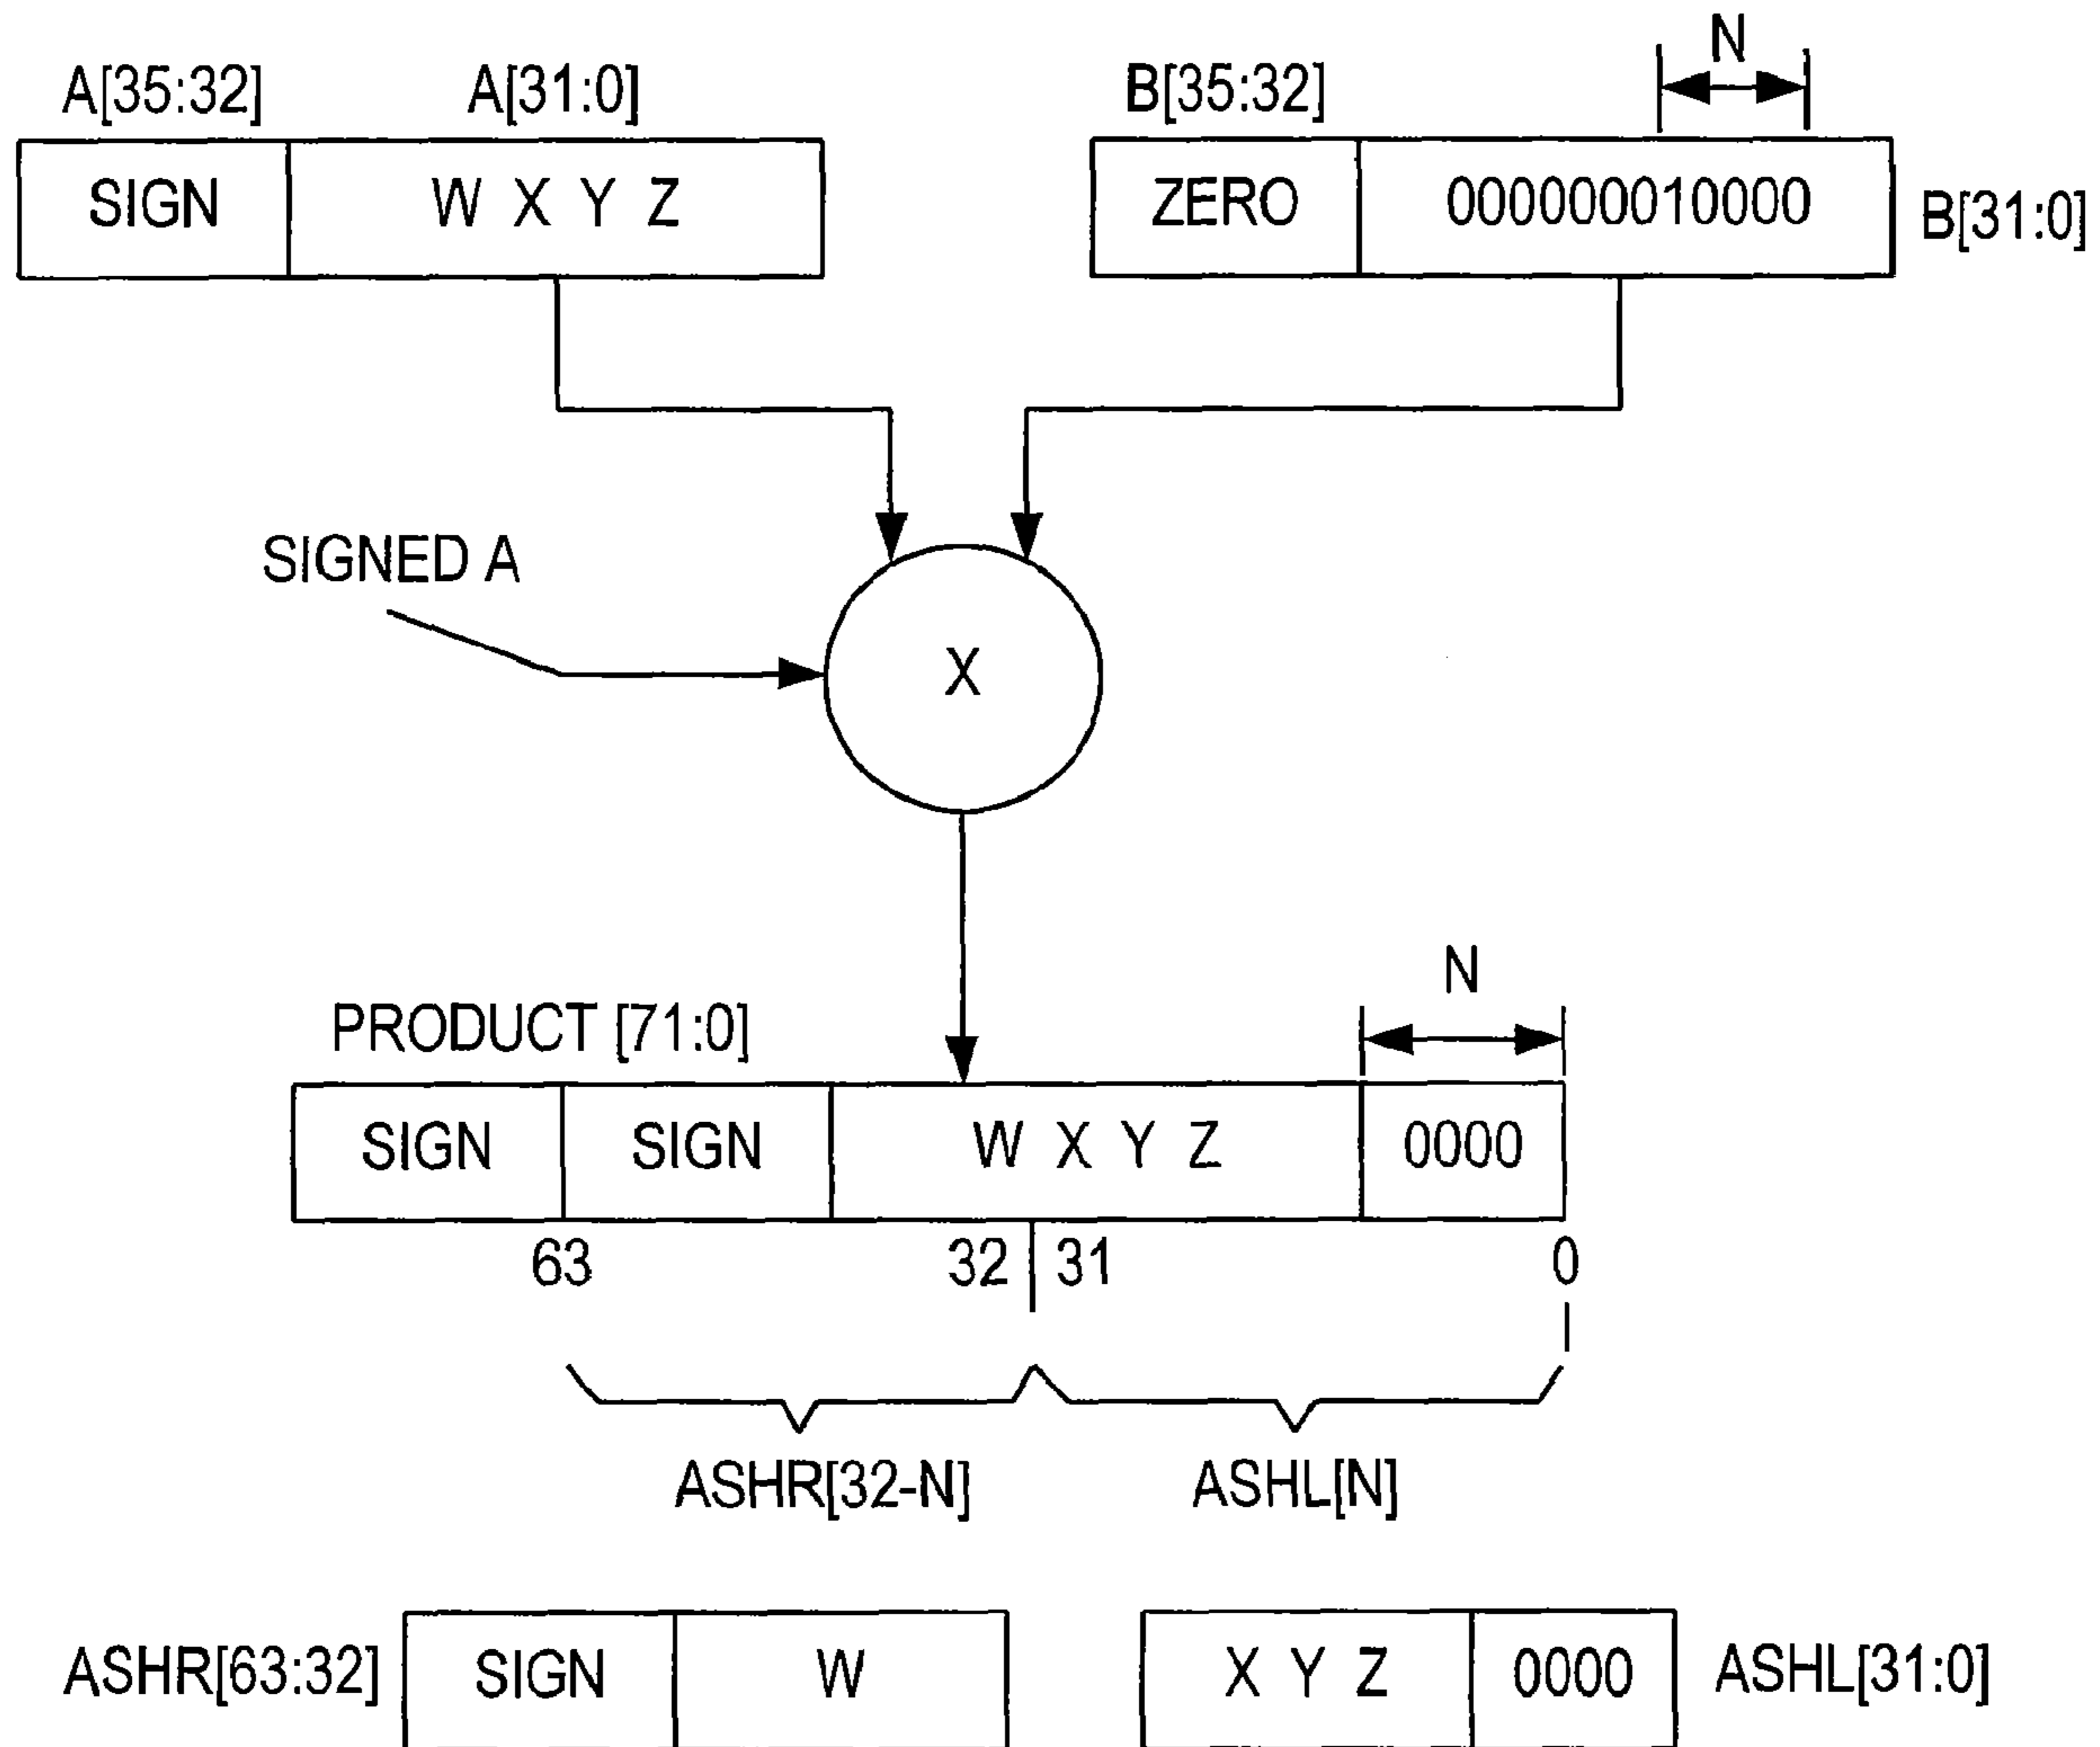 N
A[35:32] A[31:0] B[35:32]
SIGN W X Y Z ZERO 000000010000 B[31:0]
SIGNED A
X
N
PRODUCT [71:0]
SIGN SIGN W X Y Z 0000
63 32 31 0
ASHR[32-N] ASHL[N]
ASHR[63:32] SIGN W X Y Z 0000 ASHL[31:0]